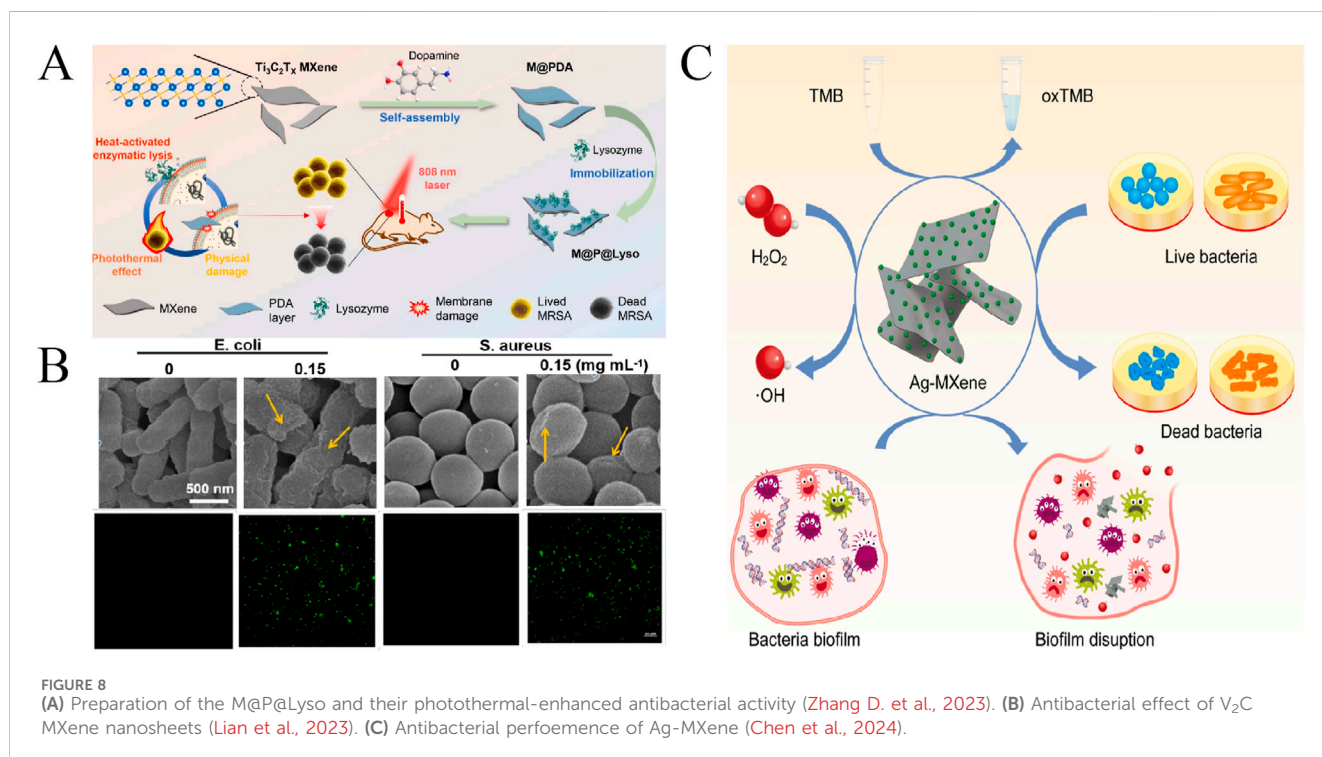 A
Ti₃C₂Tₓ MXene
Dopamine
M@PDA
Self-assembly
Heat-activated
enzymatic lysis
808 nm
laser
Lysozyme
Immobilization
Photothermal
effect
Physical
damage
M@P@Lyso
MXene
PDA
layer
Lysozyme
Membrane
damage
Lived
MRSA
Dead
MRSA
B
E. coli
S. aureus
0
0.15
0
0.15 (mg mL⁻¹)
500 nm
C
TMB
oxTMB
H₂O₂
Live bacteria
Ag-MXene
·OH
Dead bacteria
Bacteria biofilm
Biofilm disuption
FIGURE 8
(A) Preparation of the M@P@Lyso and their photothermal-enhanced antibacterial activity (Zhang D. et al., 2023). (B) Antibacterial effect of V₂C
MXene nanosheets (Lian et al., 2023). (C) Antibacterial perfoemence of Ag-MXene (Chen et al., 2024).